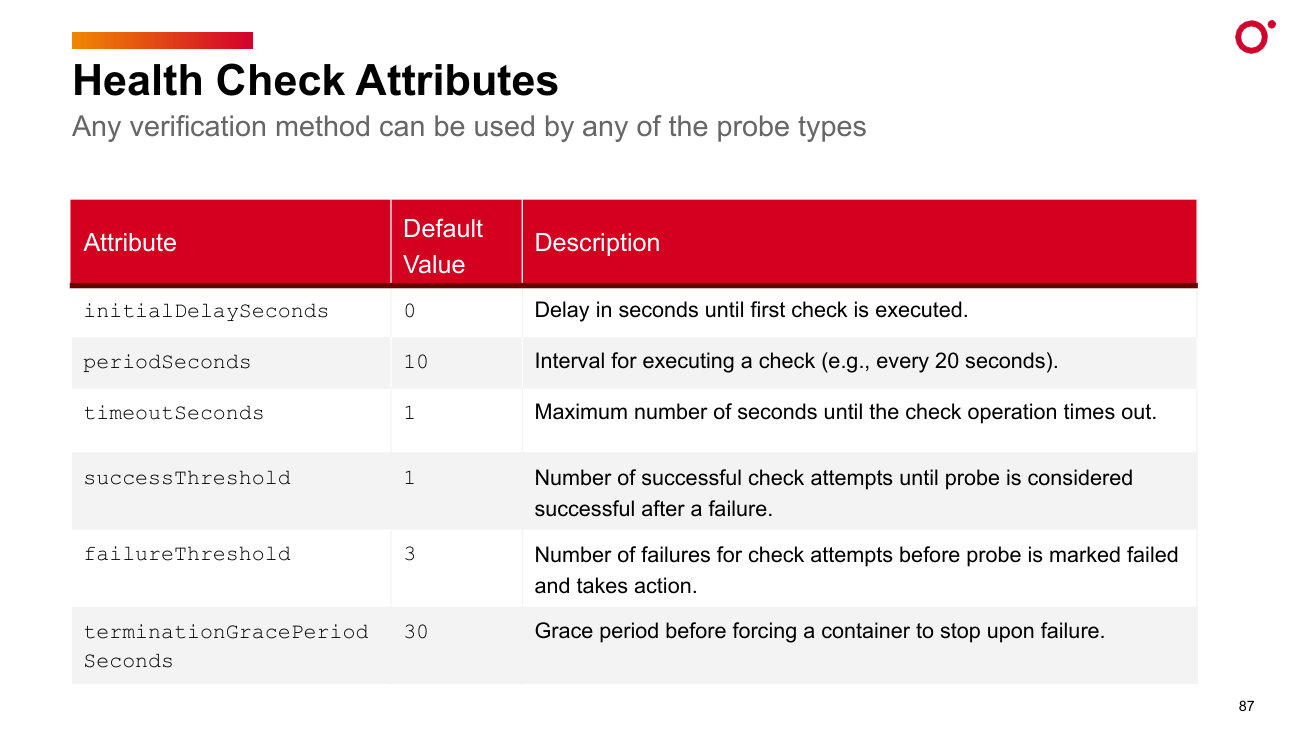 Health Check Attributes
Any verification method can be used by any of the probe types
Attribute
Default
Value
Description
initialDelaySeconds
0
Delay in seconds until first check is executed.
periodSeconds
10
Interval for executing a check (e.g., every 20 seconds).
timeoutSeconds
1
Maximum number of seconds until the check operation times out.
successThreshold
1
Number of successful check attempts until probe is considered
successful after a failure.
failureThreshold
3
Number of failures for check attempts before probe is marked failed
and takes action.
terminationGracePeriod
Seconds
30
Grace period before forcing a container to stop upon failure.
87